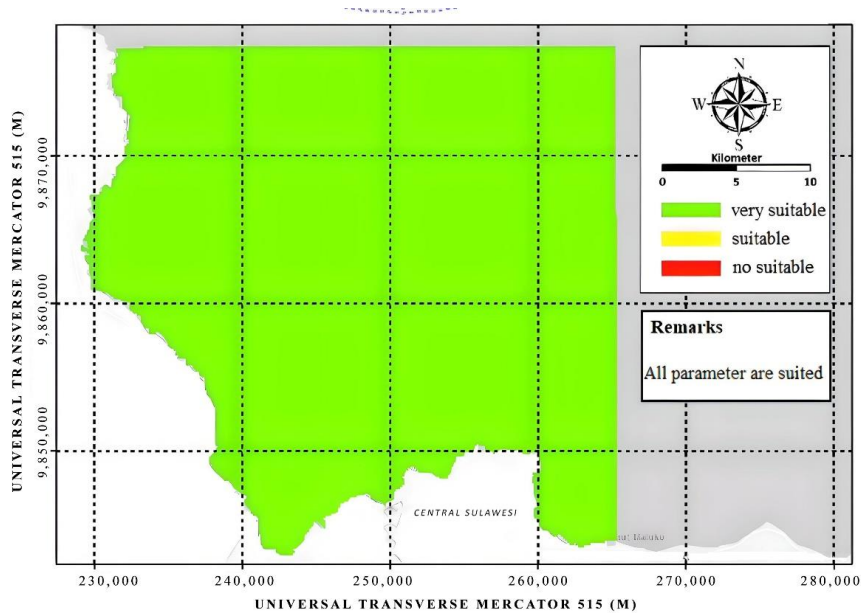 N
W E
S
Kilometer
0 5 10
very suitable
suitable
no suitable
Remarks
All parameter are suited
CENTRAL SULAWESI
9,870,000
9,860,000
9,850,000
UNIVERSAL TRANSVERSE MERCATOR 515 (M)
230,000 240,000 250,000 260,000 270,000 280,000
UNIVERSAL TRANSVERSE MERCATOR 515 (M)